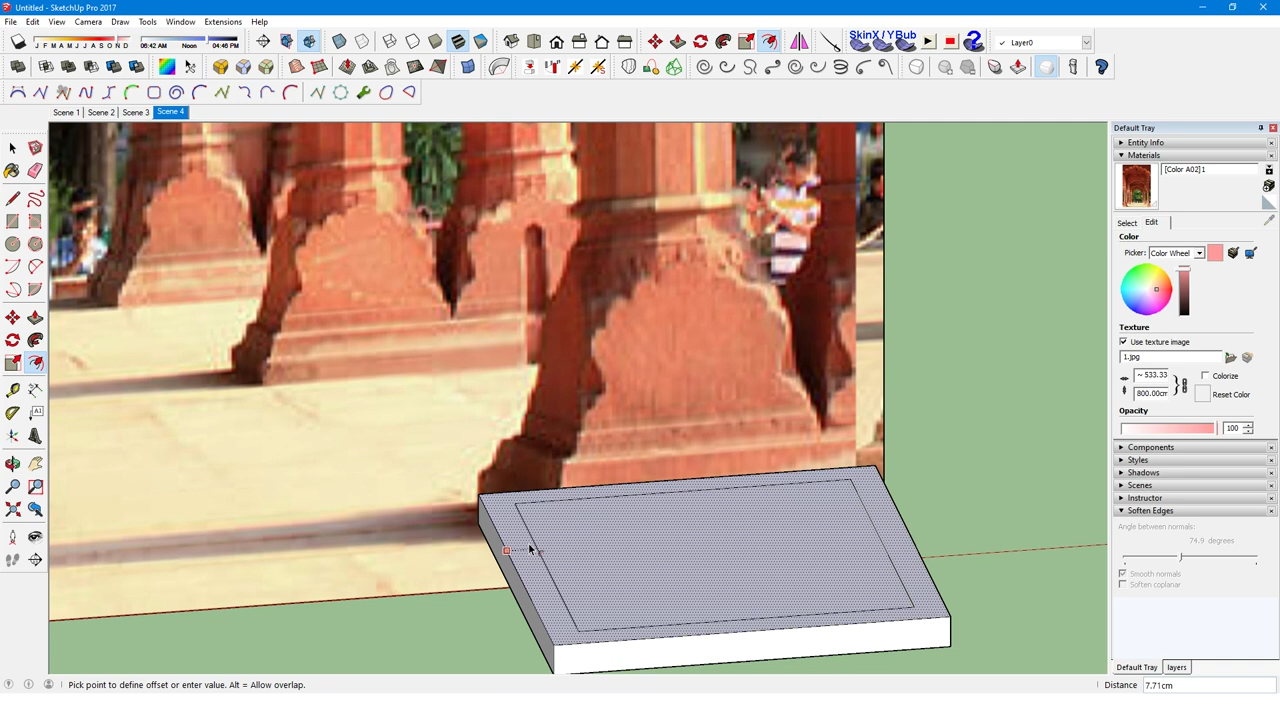 Untitled - SketchUp Pro 2017
File Edit View Camera Draw Tools Window Extensions Help
J F M A M J J A S O N D 06:42 AM Noon 04:46 PM SkinX / YBub Layer0
Scene 1 Scene 2 Scene 3 Scene 4
Default Tray
Entity Info
Materials
[Color A02]1
Select Edit
Color
Picker: Color Wheel
Texture
Use texture image
1.jpg
~ 533.33 Colorize
800.00cm Reset Color
Opacity
100
Components
Styles
Shadows
Scenes
Instructor
Soften Edges
Angle between normals:
74.9 degrees
Smooth normals
Soften coplanar
Default Tray layers
Pick point to define offset or enter value. Alt = Allow overlap. Distance 7.71cm